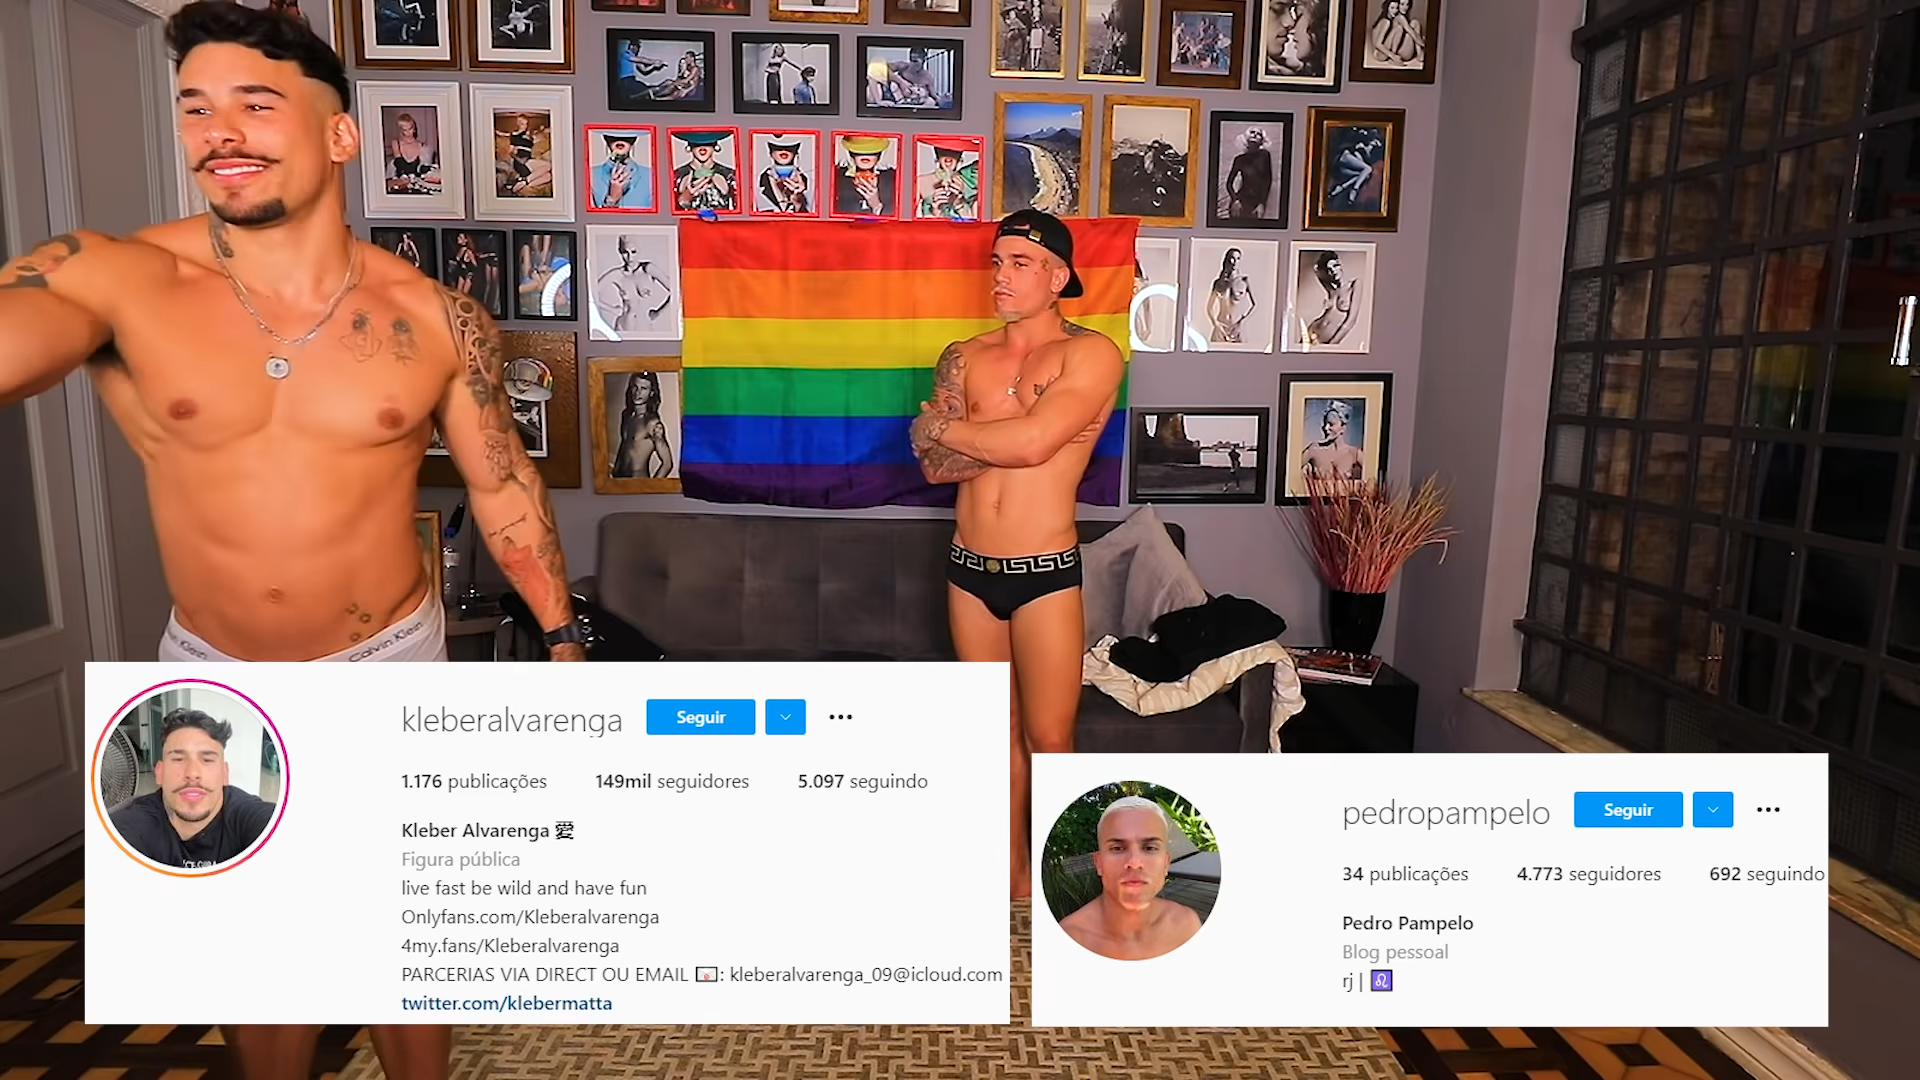 Calvin Klein
kleberalvarenga Seguir
1.176 publicações 149mil seguidores 5.097 seguindo
Kleber Alvarenga 愛
Figura pública
live fast be wild and have fun
Onlyfans.com/Kleberalvarenga
4my.fans/Kleberalvarenga
PARCERIAS VIA DIRECT OU EMAIL 💌: kleberalvarenga_09@icloud.com
twitter.com/klebermatta
pedropampelo Seguir
34 publicações 4.773 seguidores 692 seguindo
Pedro Pampelo
Blog pessoal
rj | ♌